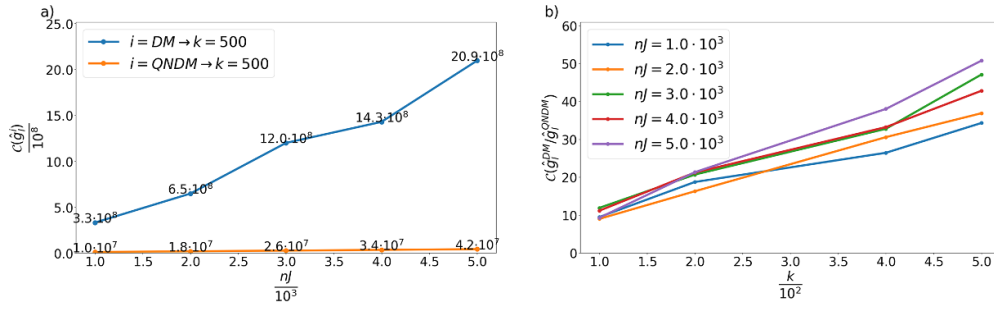 a)
25.0
20.0
15.0
10.0
5.0
0.0
C(ĝ_i^i)/10^8
i = DM → k = 500
i = QNDM → k = 500
3.3·10^8
6.5·10^8
12.0·10^8
14.3·10^8
20.9·10^8
1.0·10^7
1.8·10^7
2.6·10^7
3.4·10^7
4.2·10^7
1.0 1.5 2.0 2.5 3.0 3.5 4.0 4.5 5.0
nJ/10^3
b)
60
50
40
30
20
10
0
C(ĝ_i^DM/ĝ_i^QNDM)
nJ = 1.0 · 10^3
nJ = 2.0 · 10^3
nJ = 3.0 · 10^3
nJ = 4.0 · 10^3
nJ = 5.0 · 10^3
1.0 1.5 2.0 2.5 3.0 3.5 4.0 4.5 5.0
k/10^2